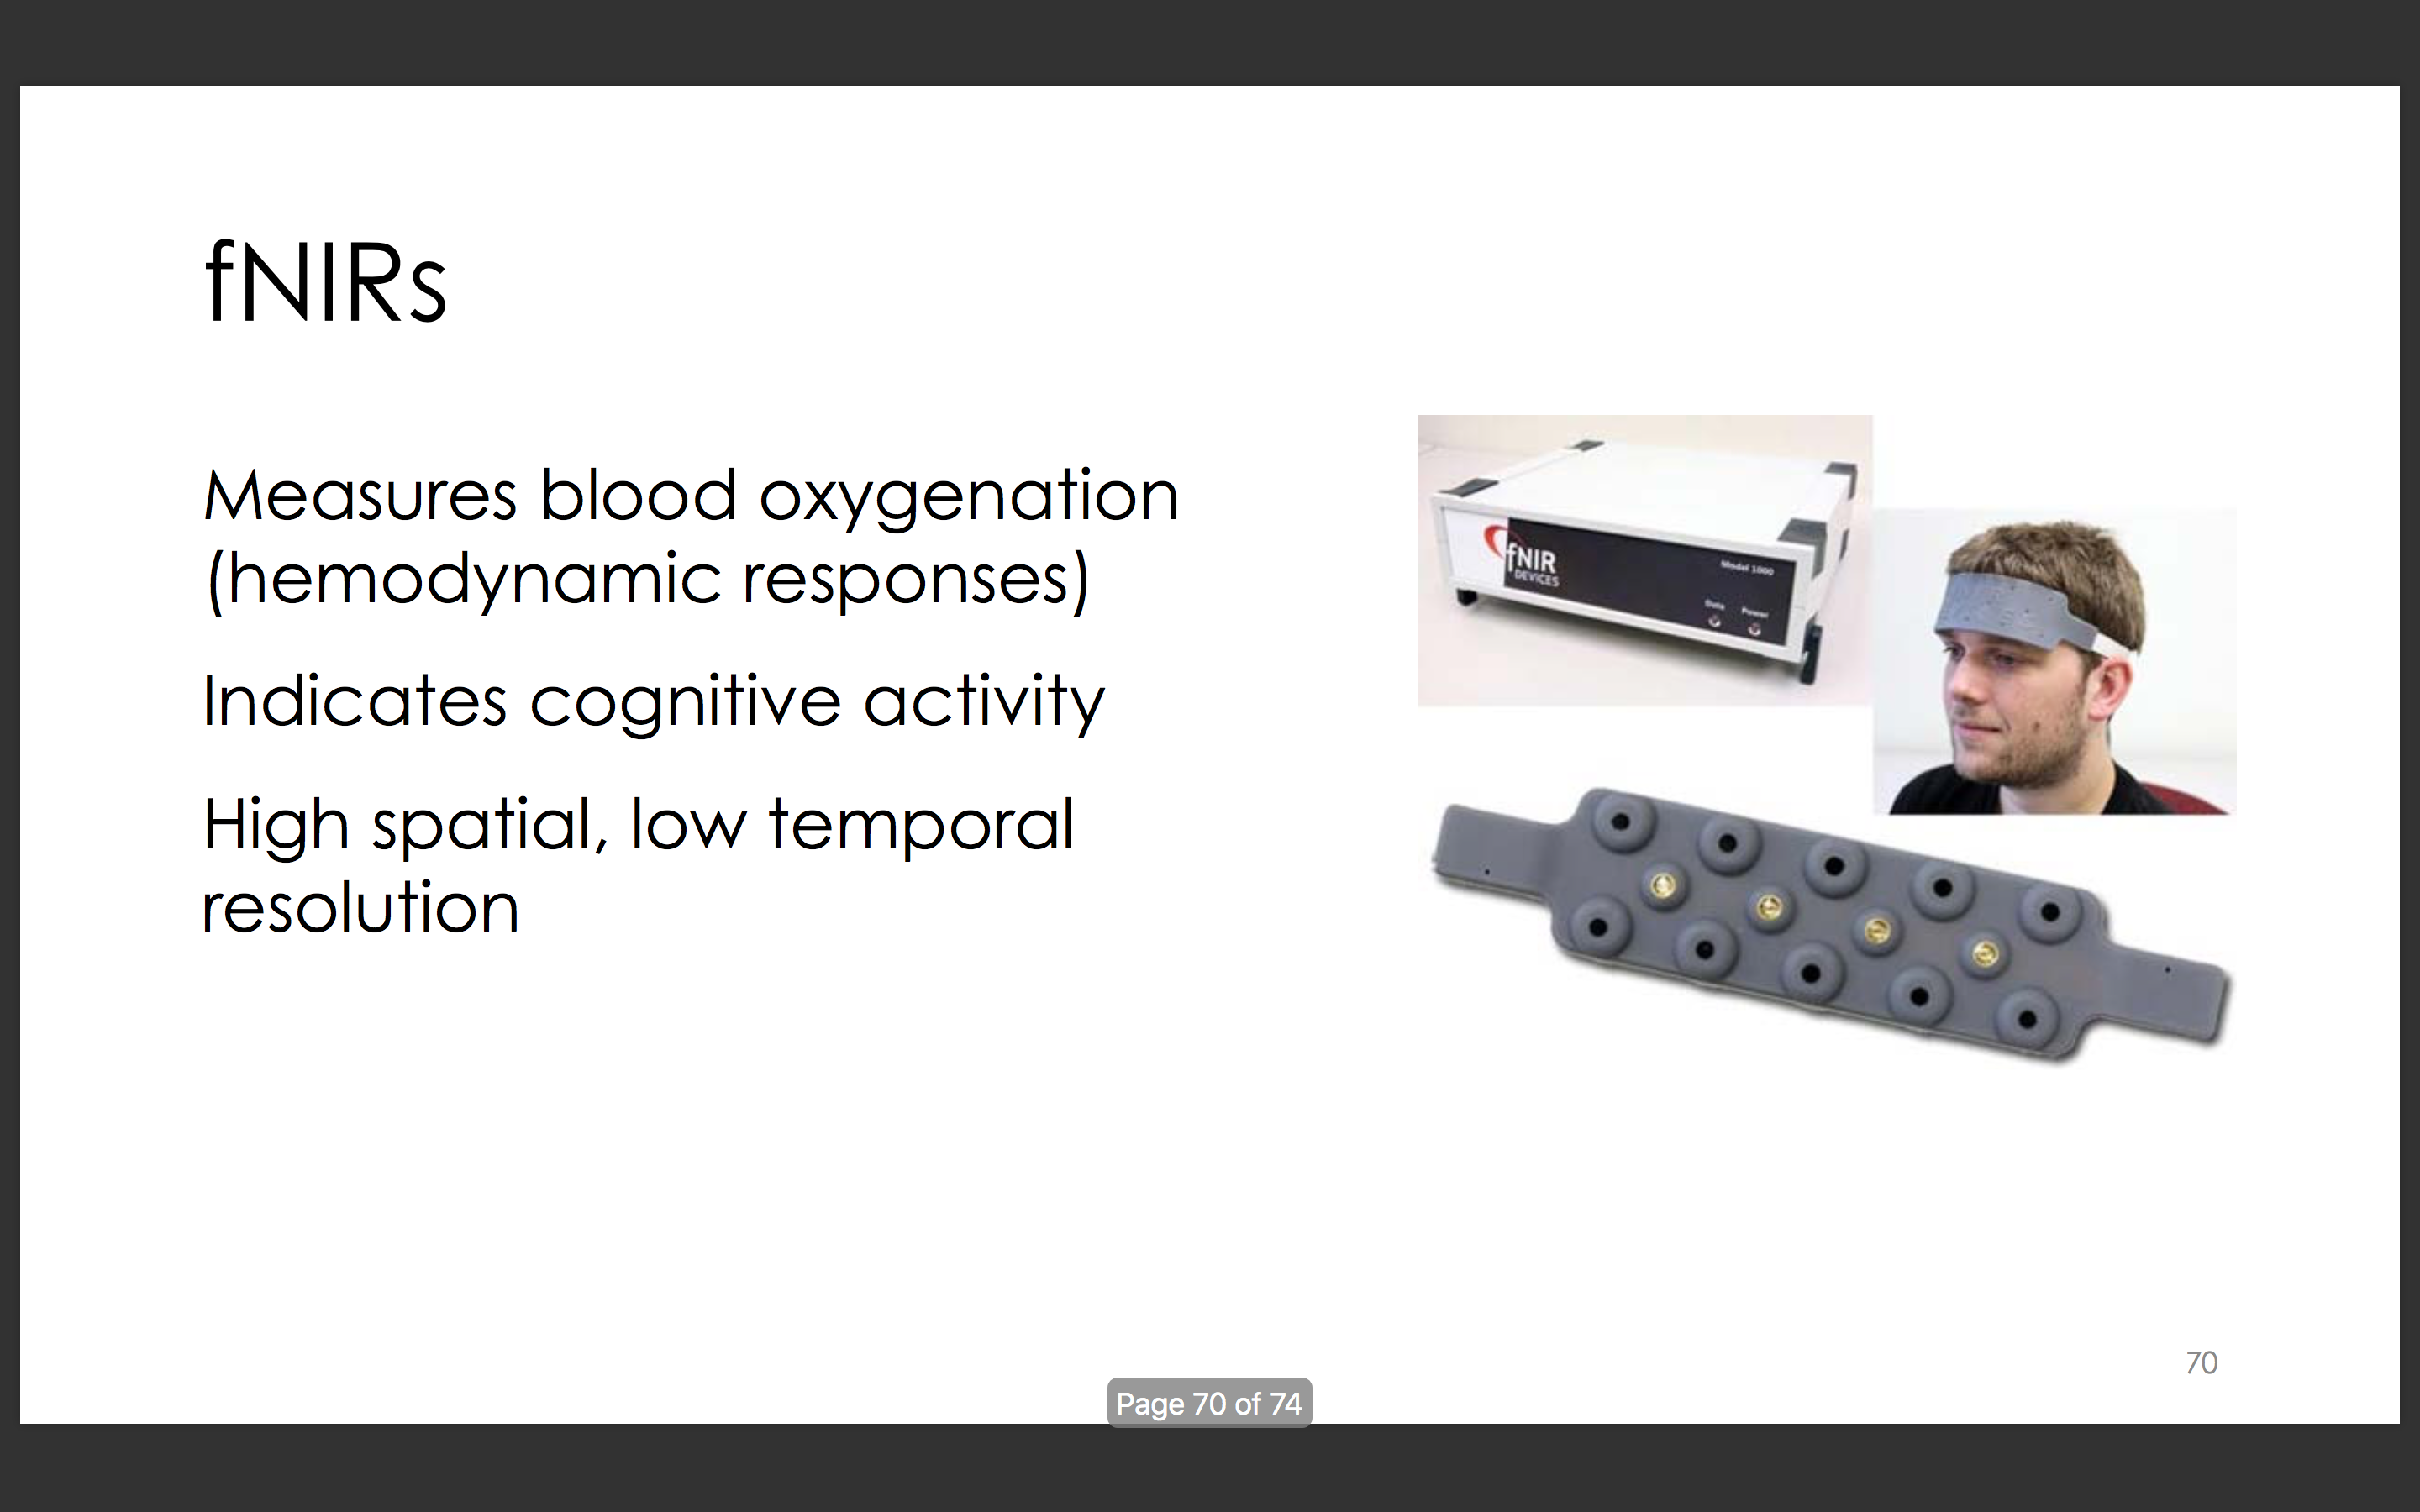 fNIRs
Measures blood oxygenation
(hemodynamic responses)
Indicates cognitive activity
High spatial, low temporal
resolution
fNIR
DEVICES
Model 1000
Data Power
70
Page 70 of 74